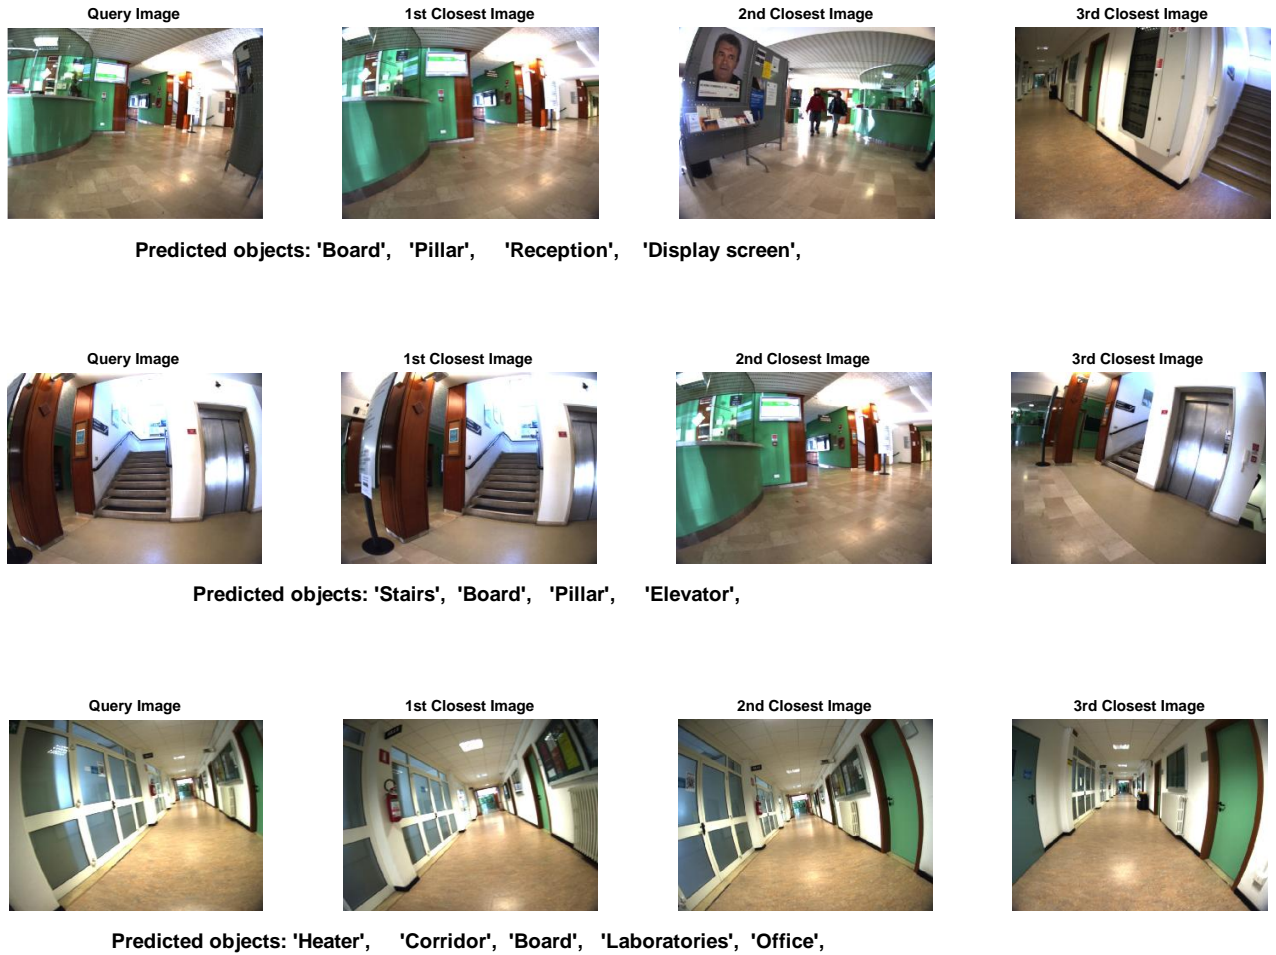 Query Image 1st Closest Image 2nd Closest Image 3rd Closest Image
Predicted objects: 'Board', 'Pillar', 'Reception', 'Display screen',
Query Image 1st Closest Image 2nd Closest Image 3rd Closest Image
Predicted objects: 'Stairs', 'Board', 'Pillar', 'Elevator',
Query Image 1st Closest Image 2nd Closest Image 3rd Closest Image
Predicted objects: 'Heater', 'Corridor', 'Board', 'Laboratories', 'Office',